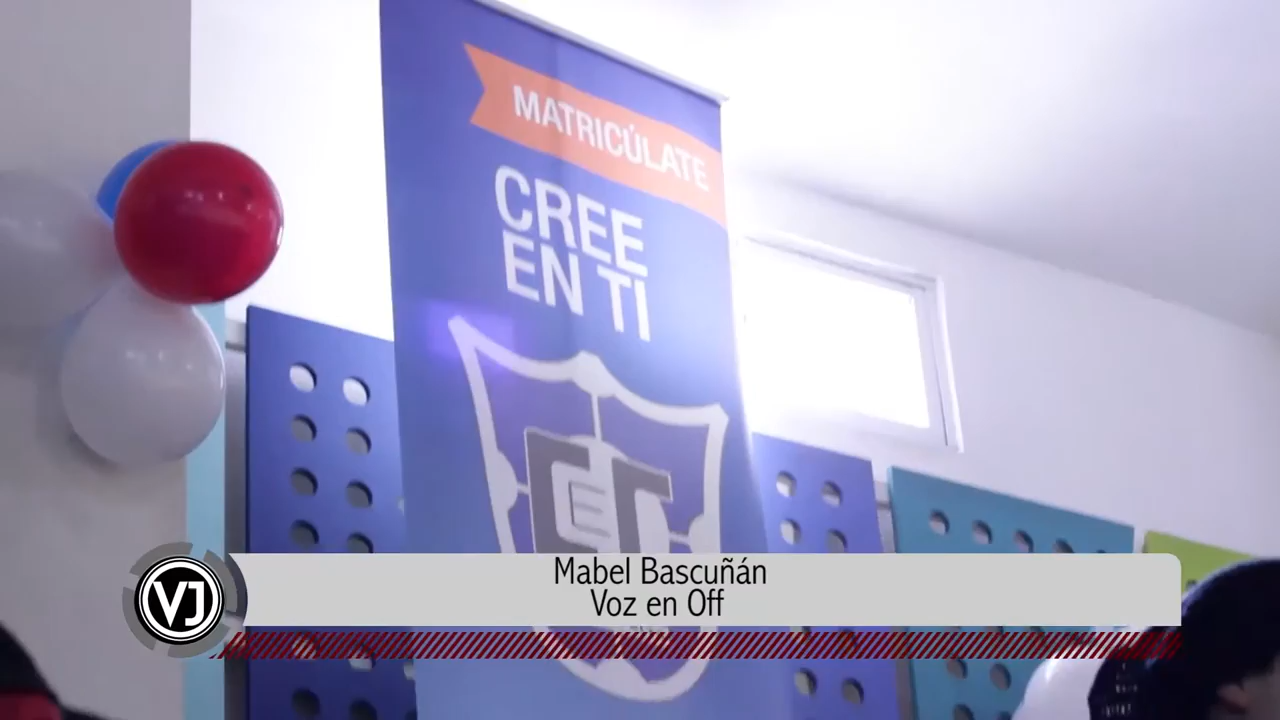 MATRICÚLATE
CREE
EN TI
Mabel Bascuñán
Voz en Off
VJ